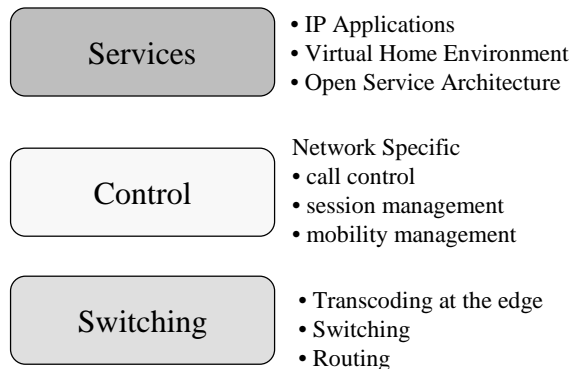 Services
• IP Applications
• Virtual Home Environment
• Open Service Architecture
Control
Network Specific
• call control
• session management
• mobility management
Switching
• Transcoding at the edge
• Switching
• Routing